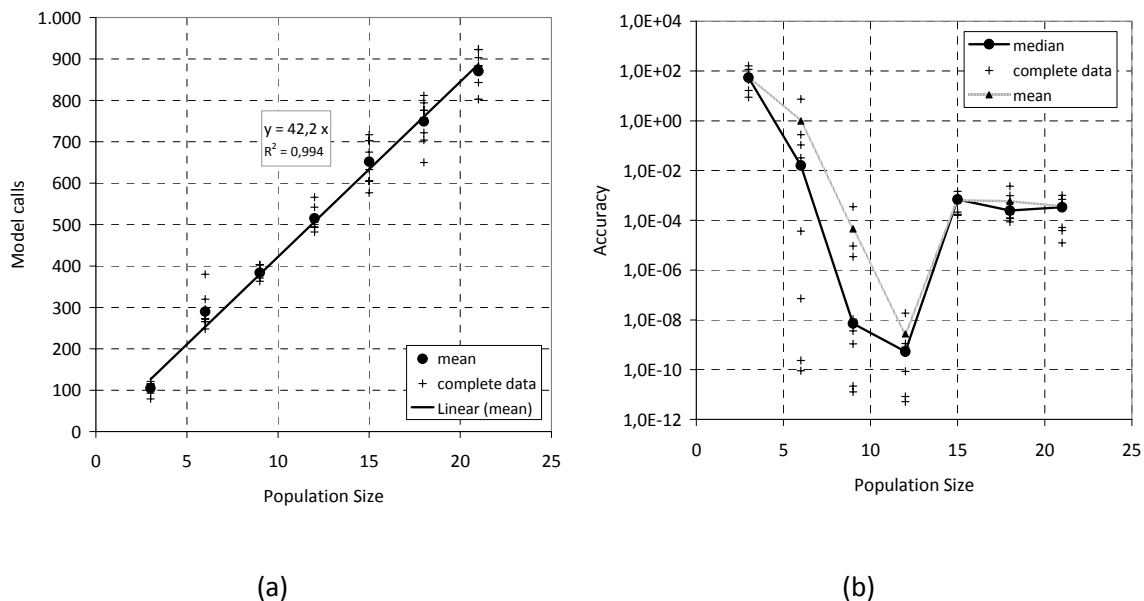 1.000
900
800
700
600
500
400
300
200
100
0
Model calls
y = 42,2 x
R² = 0,994
mean
complete data
Linear (mean)
0 5 10 15 20 25
Population Size
(a)
1,0E+04
1,0E+02
1,0E+00
1,0E-02
1,0E-04
1,0E-06
1,0E-08
1,0E-10
1,0E-12
Accuracy
median
complete data
mean
0 5 10 15 20 25
Population Size
(b)